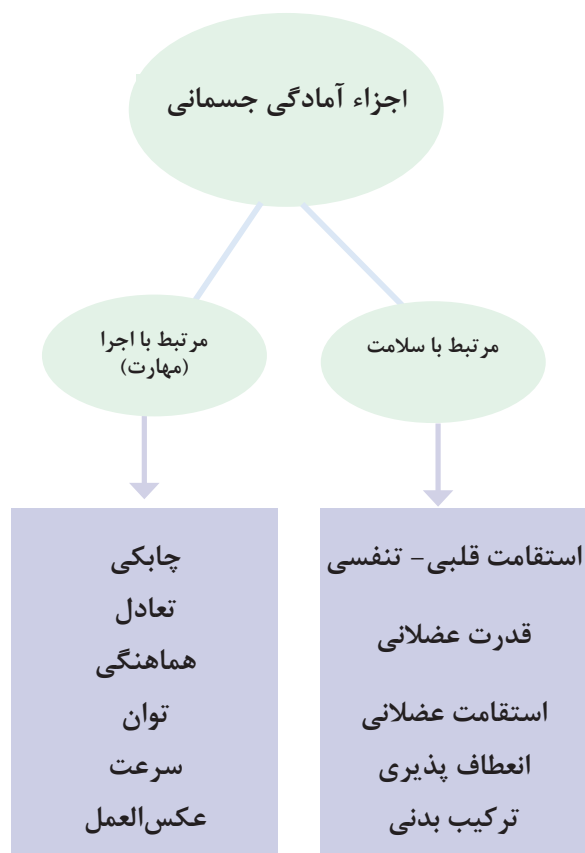 اجزاء آمادگی جسمانی
مرتبط با سلامت
مرتبط با اجرا
(مهارت)
استقامت قلبی- تنفسی
قدرت عضلانی
استقامت عضلانی
انعطاف پذیری
ترکیب بدنی
چابکی
تعادل
هماهنگی
توان
سرعت
عکس‌العمل